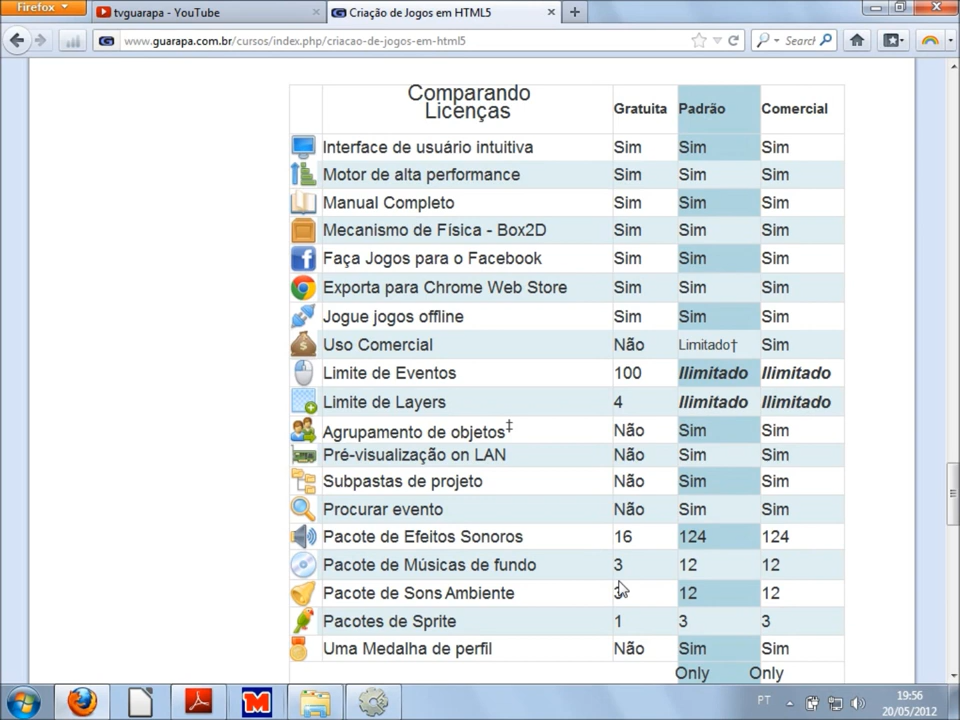 Firefox
tvguarapa - YouTube
Criação de Jogos em HTML5
www.guarapa.com.br/cursos/index.php/criacao-de-jogos-em-html5
Search
Comparando
Licenças
Gratuita Padrão Comercial
Interface de usuário intuitiva Sim Sim Sim
Motor de alta performance Sim Sim Sim
Manual Completo Sim Sim Sim
Mecanismo de Física - Box2D Sim Sim Sim
Faça Jogos para o Facebook Sim Sim Sim
Exporta para Chrome Web Store Sim Sim Sim
Jogue jogos offline Sim Sim Sim
Uso Comercial Não Limitado† Sim
Limite de Eventos 100 Ilimitado Ilimitado
Limite de Layers 4 Ilimitado Ilimitado
Agrupamento de objetos‡ Não Sim Sim
Pré-visualização on LAN Não Sim Sim
Subpastas de projeto Não Sim Sim
Procurar evento Não Sim Sim
Pacote de Efeitos Sonoros 16 124 124
Pacote de Músicas de fundo 3 12 12
Pacote de Sons Ambiente 3 12 12
Pacotes de Sprite 1 3 3
Uma Medalha de perfil Não Sim Sim
Only Only
PT
19:56
20/05/2012